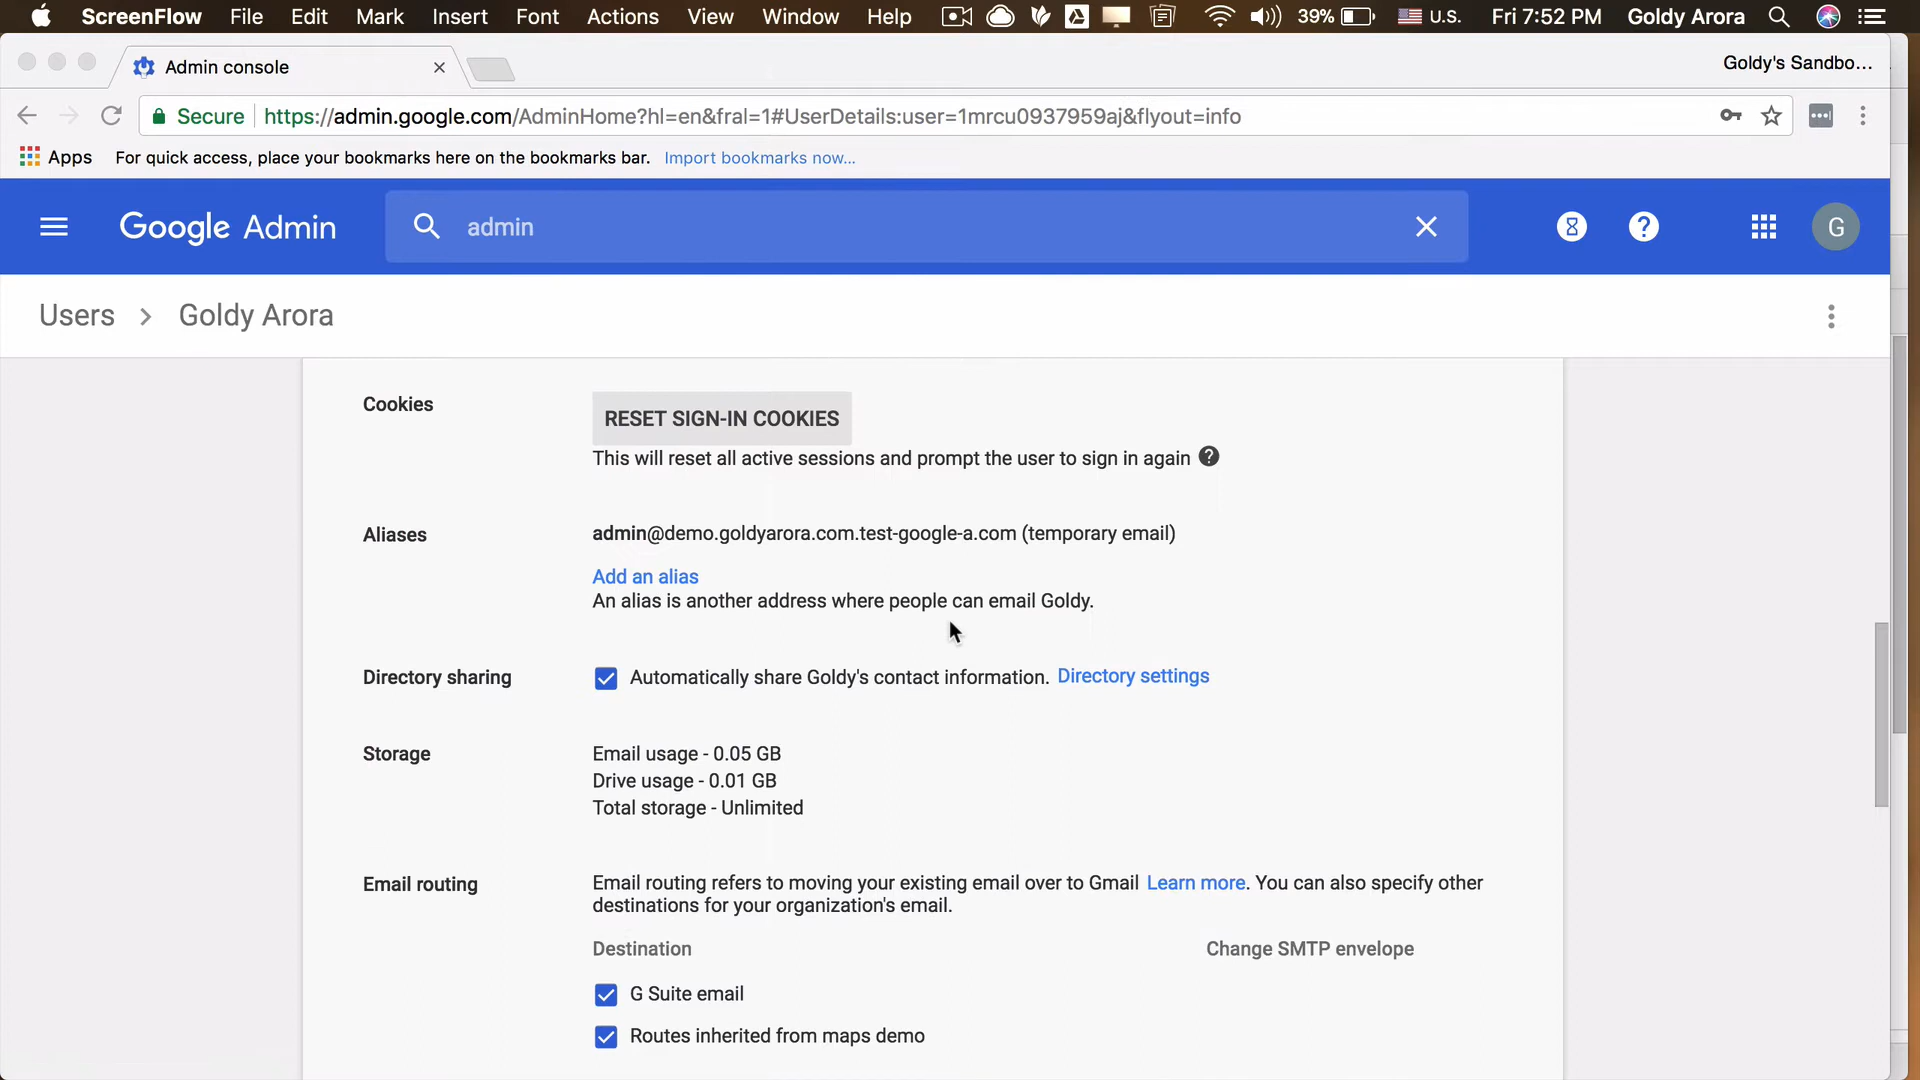 ScreenFlow File Edit Mark Insert Font Actions View Window Help 39% U.S. Fri 7:52 PM Goldy Arora
Admin console
Goldy's Sandbo...
Secure https://admin.google.com/AdminHome?hl=en&fral=1#UserDetails:user=1mrcu0937959aj&flyout=info
Apps For quick access, place your bookmarks here on the bookmarks bar. Import bookmarks now...
Google Admin admin G
Users > Goldy Arora
Cookies RESET SIGN-IN COOKIES
This will reset all active sessions and prompt the user to sign in again
Aliases admin@demo.goldyarora.com.test-google-a.com (temporary email)
Add an alias
An alias is another address where people can email Goldy.
Directory sharing Automatically share Goldy's contact information. Directory settings
Storage Email usage - 0.05 GB
Drive usage - 0.01 GB
Total storage - Unlimited
Email routing Email routing refers to moving your existing email over to Gmail Learn more. You can also specify other
destinations for your organization's email.
Destination Change SMTP envelope
G Suite email
Routes inherited from maps demo